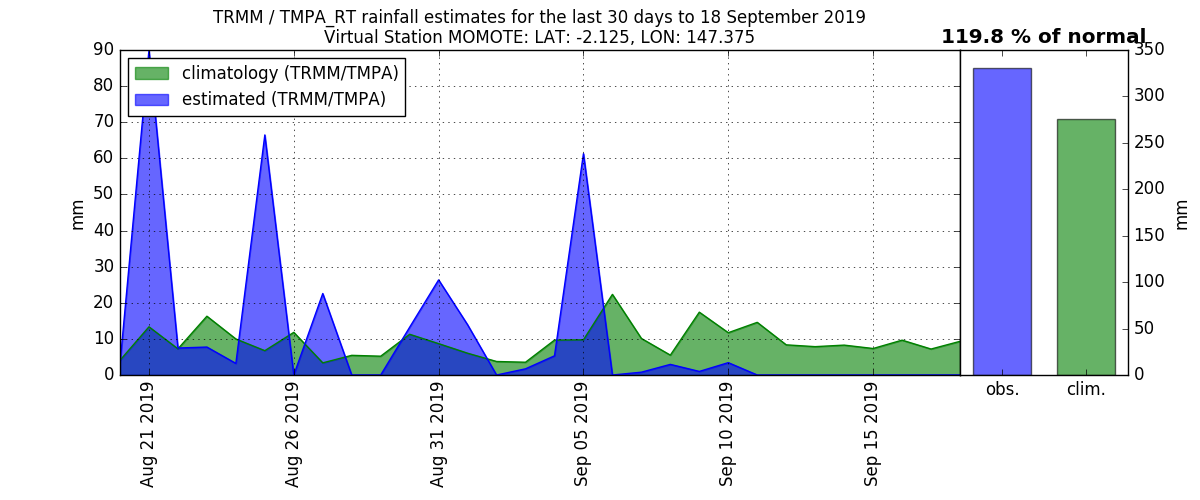 TRMM / TMPA_RT rainfall estimates for the last 30 days to 18 September 2019
Virtual Station MOMOTE: LAT: -2.125, LON: 147.375
119.8 % of normal
climatology (TRMM/TMPA)
estimated (TRMM/TMPA)
90
80
70
60
50
40
30
20
10
0
mm
Aug 21 2019
Aug 26 2019
Aug 31 2019
Sep 05 2019
Sep 10 2019
Sep 15 2019
350
300
250
200
150
100
50
0
mm
obs.
clim.